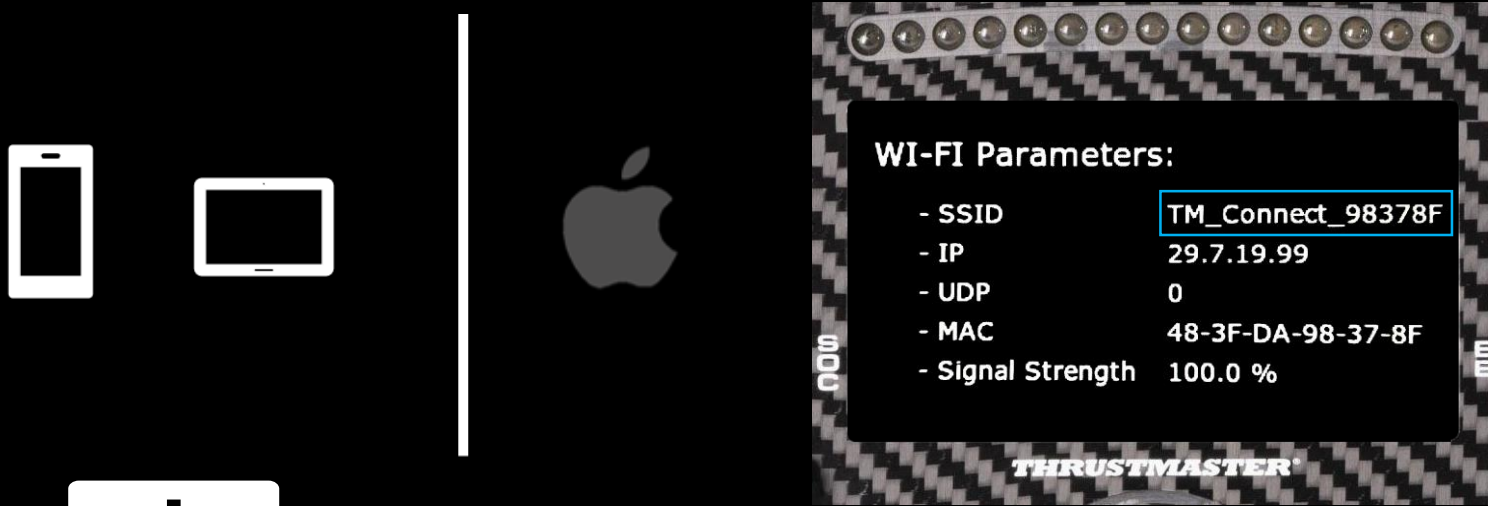 WI-FI Parameters:
- SSID TM_Connect_98378F
- IP 29.7.19.99
- UDP 0
- MAC 48-3F-DA-98-37-8F
- Signal Strength 100.0 %
SOC
THRUSTMASTER®